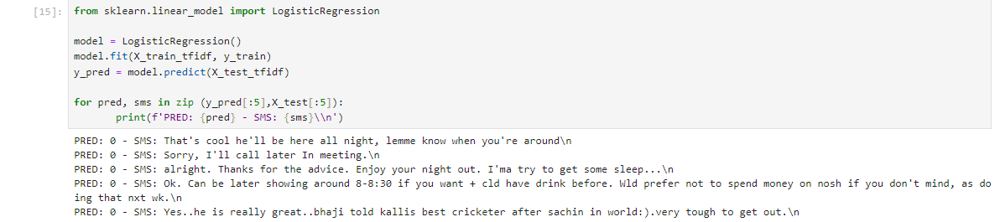 [15]: from sklearn.linear_model import LogisticRegression
model = LogisticRegression()
model.fit(X_train_tfidf, y_train)
y_pred = model.predict(X_test_tfidf)
for pred, sms in zip (y_pred[:5],X_test[:5]):
print(f'PRED: {pred} - SMS: {sms}\\n')
PRED: 0 - SMS: That's cool he'll be here all night, lemme know when you're around\n
PRED: 0 - SMS: Sorry, I'll call later In meeting.\n
PRED: 0 - SMS: alright. Thanks for the advice. Enjoy your night out. I'ma try to get some sleep...\n
PRED: 0 - SMS: Ok. Can be later showing around 8-8:30 if you want + cld have drink before. Wld prefer not to spend money on nosh if you don't mind, as do
ing that nxt wk.\n
PRED: 0 - SMS: Yes..he is really great..bhaji told kallis best cricketer after sachin in world:).very tough to get out.\n